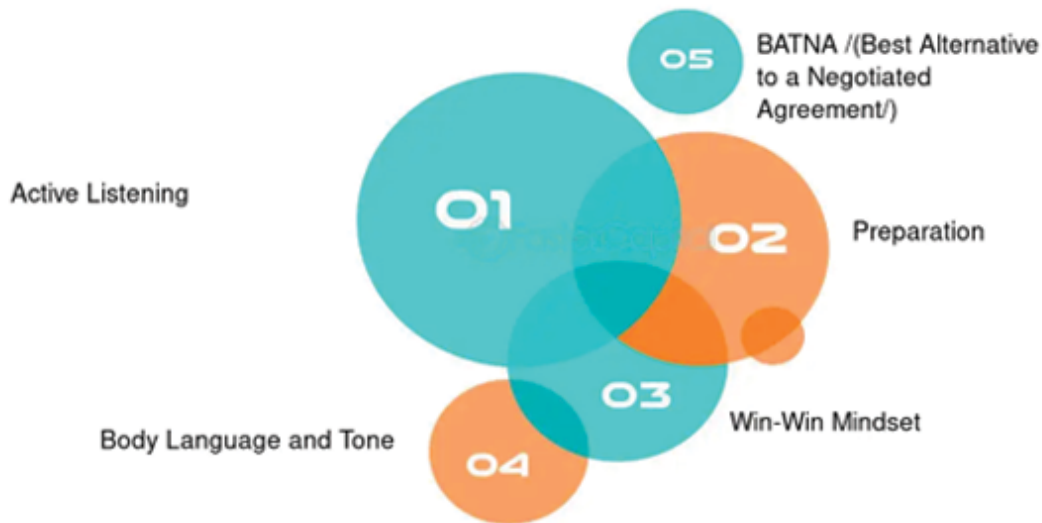 05
BATNA /(Best Alternative
to a Negotiated
Agreement/)
Active Listening
01
02
Preparation
03
Win-Win Mindset
Body Language and Tone
04